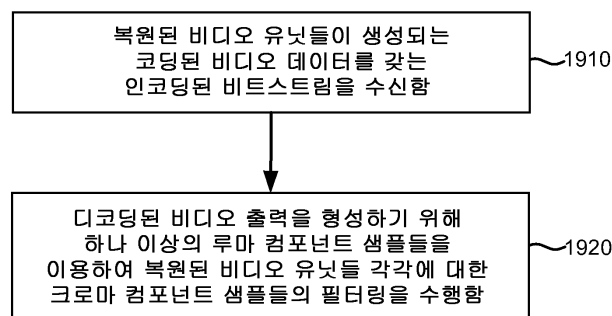 복원된 비디오 유닛들이 생성되는
코딩된 비디오 데이터를 갖는
인코딩된 비트스트림을 수신함
1910
디코딩된 비디오 출력을 형성하기 위해
하나 이상의 루마 컴포넌트 샘플들을
이용하여 복원된 비디오 유닛들 각각에 대한
크로마 컴포넌트 샘플들의 필터링을 수행함
1920